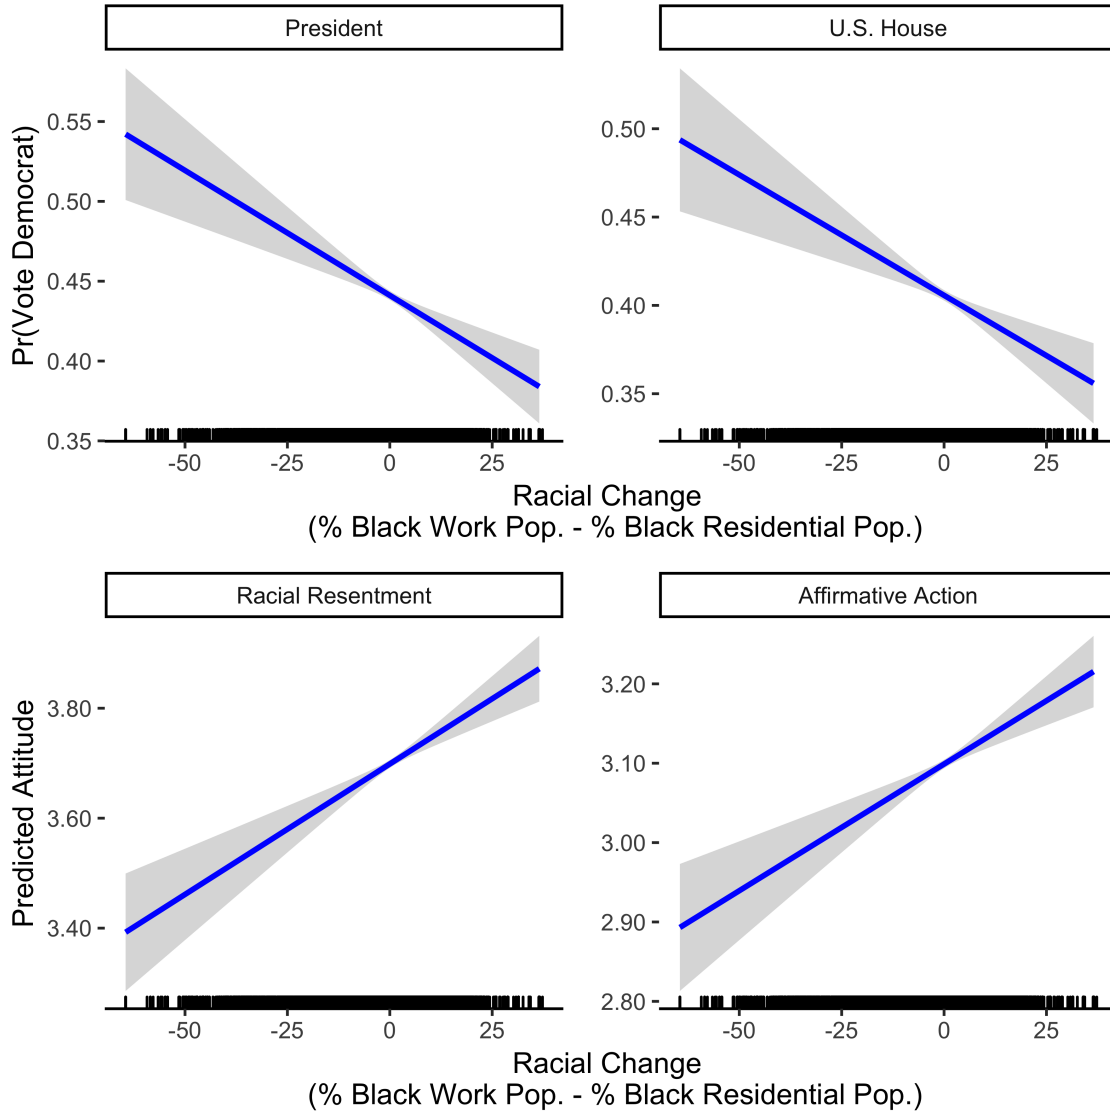 President
U.S. House
Pr(Vote Democrat)
0.55
0.50
0.45
0.40
0.35
0.50
0.45
0.40
0.35
-50 -25 0 25
-50 -25 0 25
Racial Change
(% Black Work Pop. - % Black Residential Pop.)
Racial Resentment
Affirmative Action
Predicted Attitude
3.80
3.60
3.40
3.20
3.10
3.00
2.90
2.80
-50 -25 0 25
-50 -25 0 25
Racial Change
(% Black Work Pop. - % Black Residential Pop.)